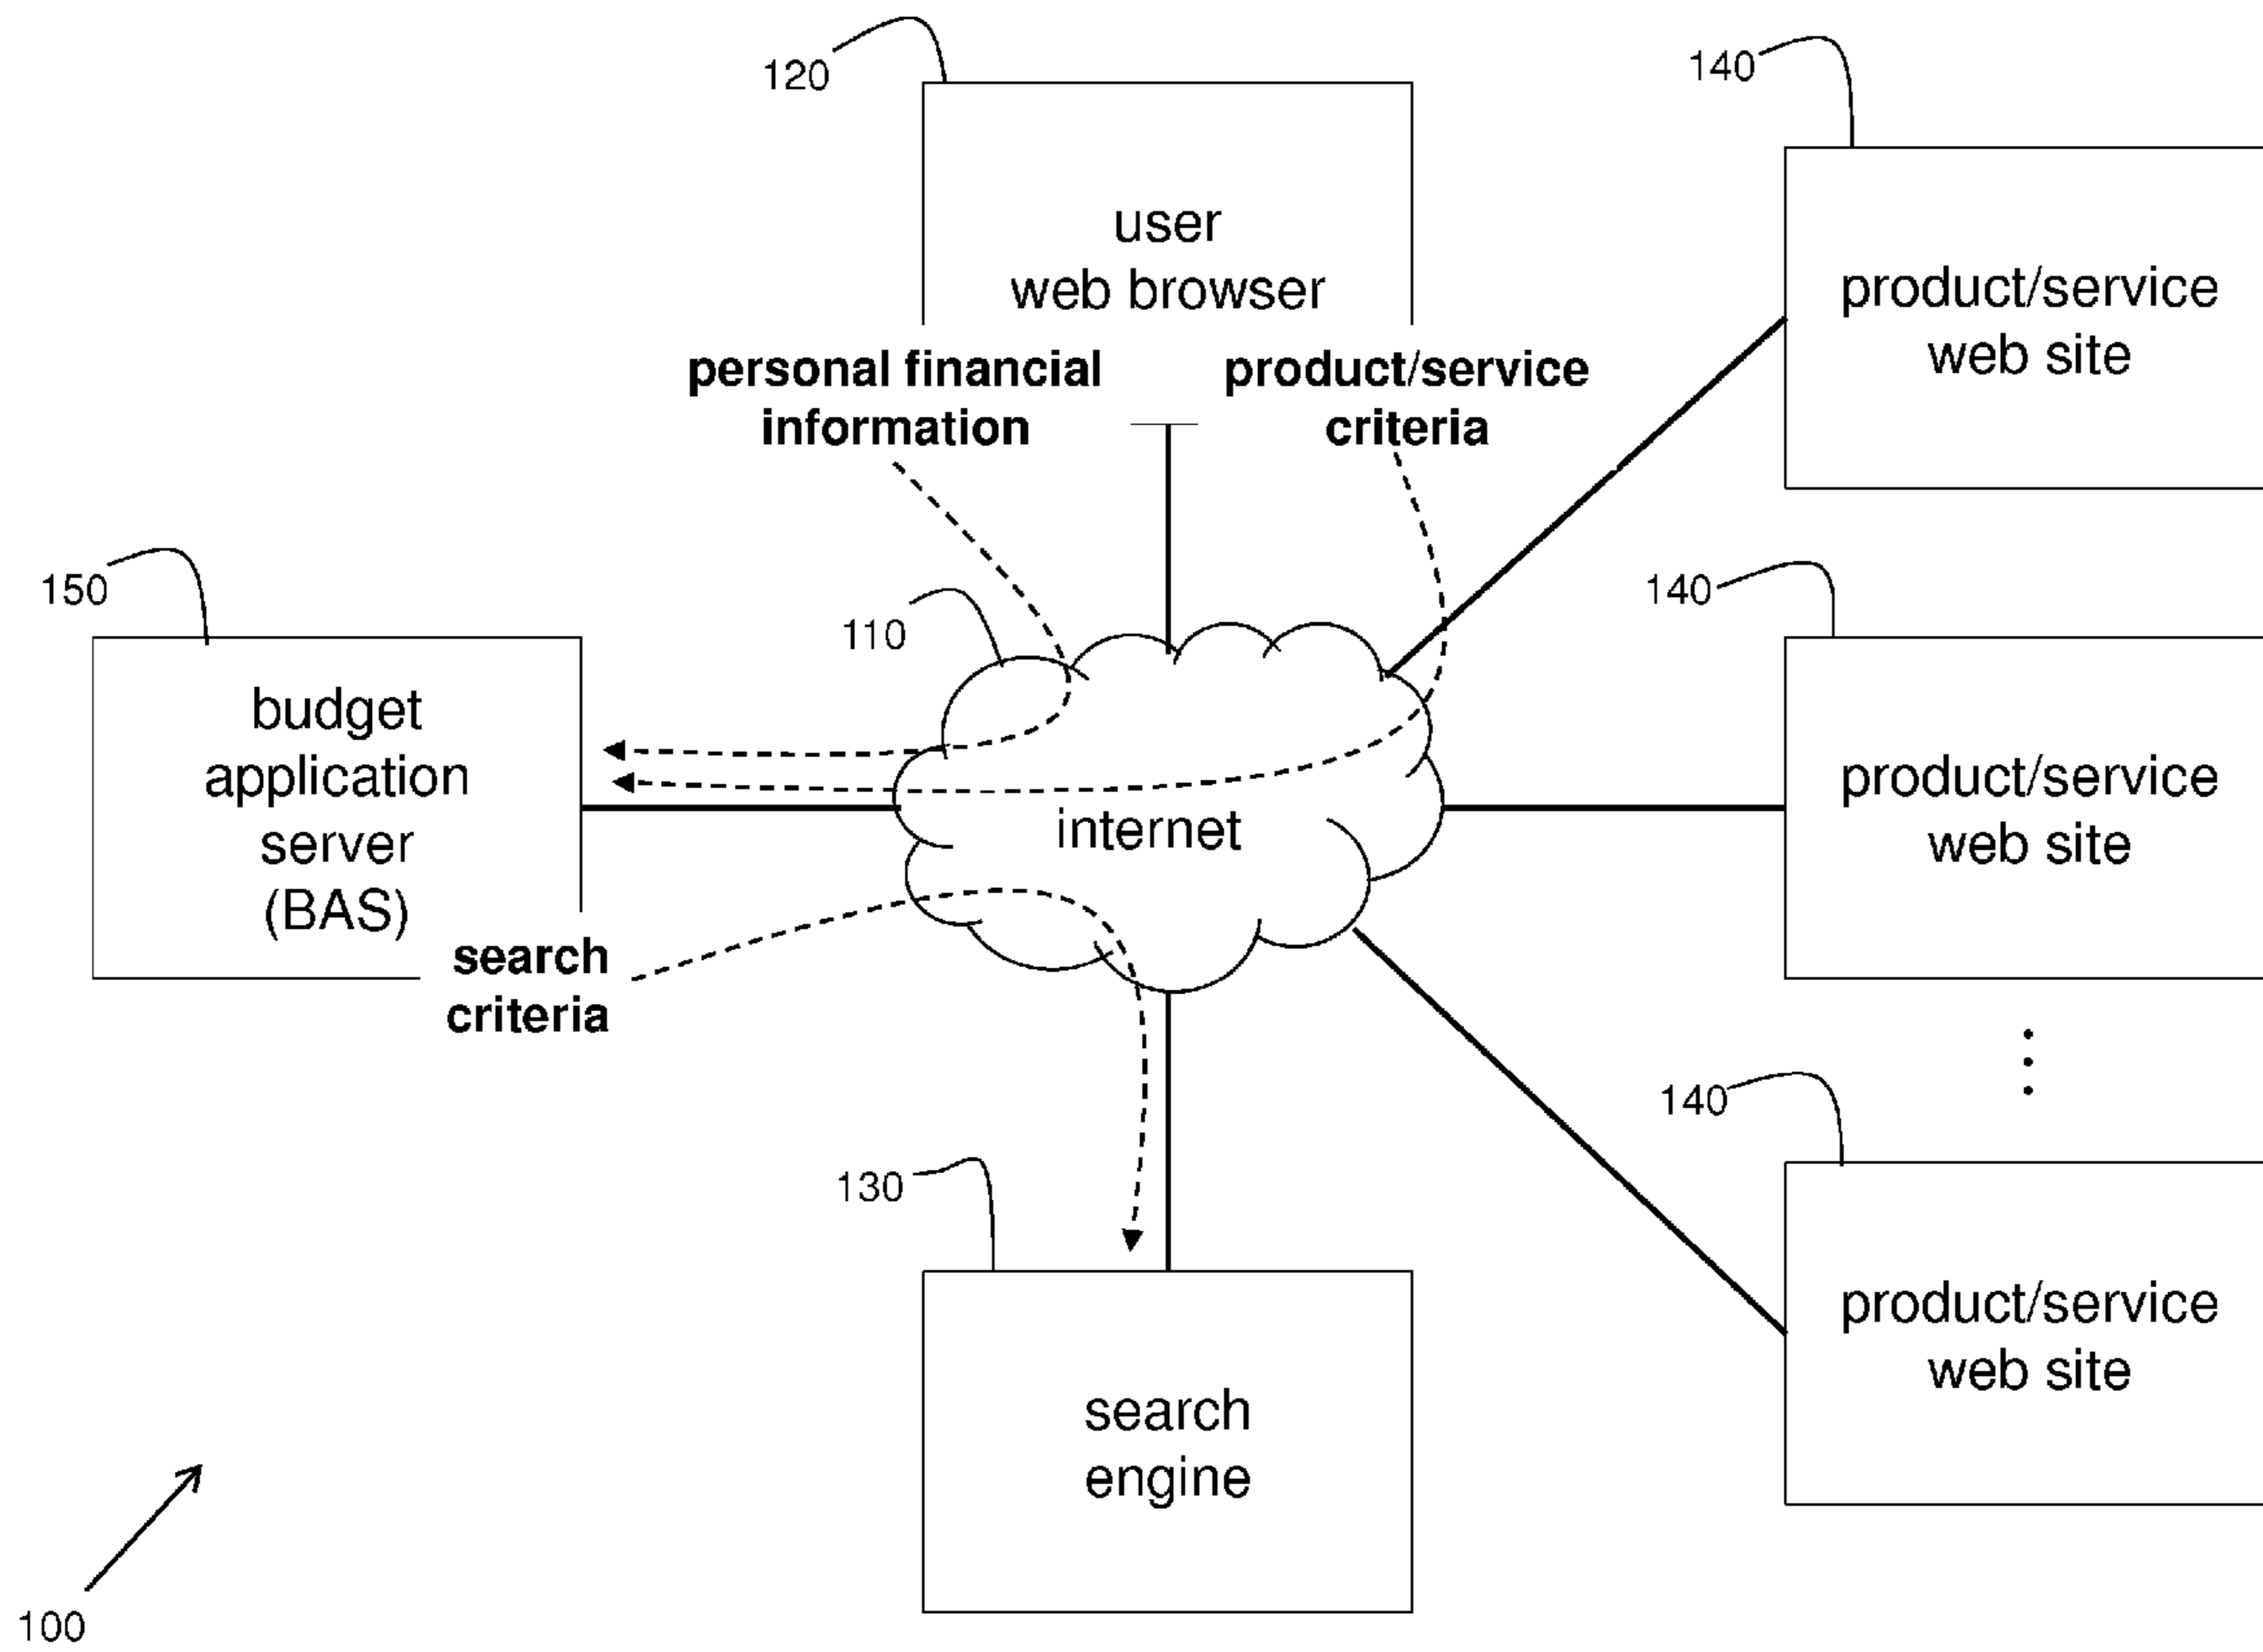 120
140
user
web browser
product/service
web site
personal financial
information
product/service
criteria
150
110
140
budget
application
server
(BAS)
internet
product/service
web site
search
criteria
140
130
product/service
web site
search
engine
100